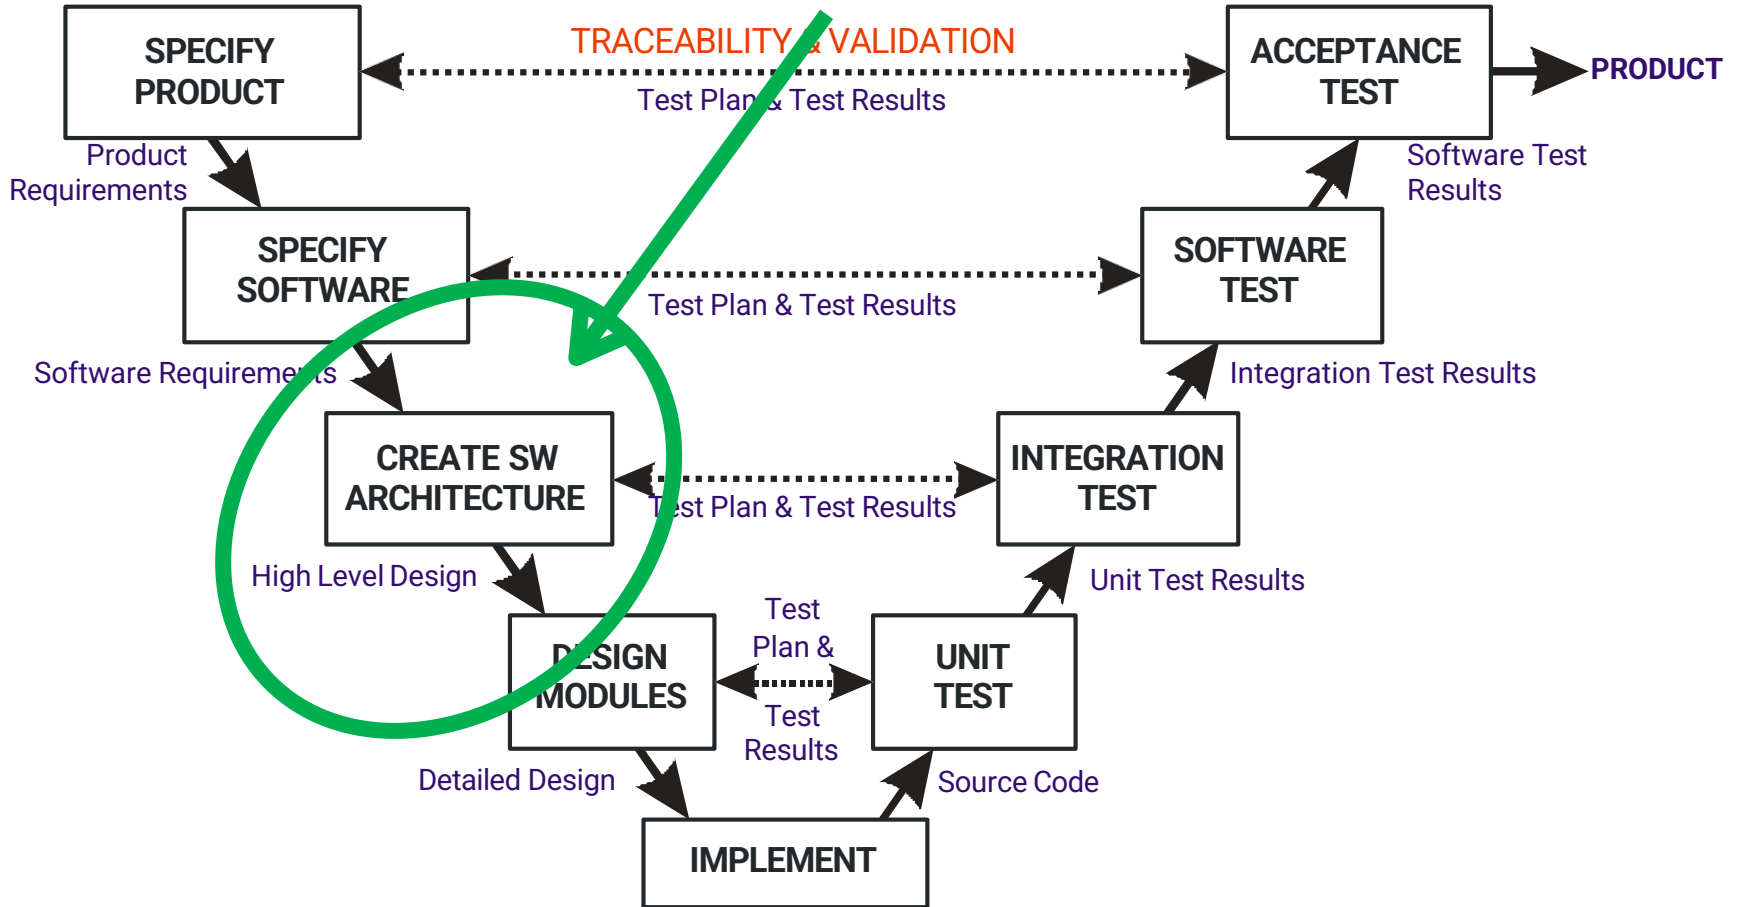 SPECIFY
PRODUCT
TRACEABILITY & VALIDATION
Test Plan & Test Results
ACCEPTANCE
TEST
PRODUCT
Product
Requirements
Software Test
Results
SPECIFY
SOFTWARE
Test Plan & Test Results
SOFTWARE
TEST
Software Requirements
Integration Test Results
CREATE SW
ARCHITECTURE
Test Plan & Test Results
INTEGRATION
TEST
High Level Design
Unit Test Results
DESIGN
MODULES
Test
Plan &
Test
Results
UNIT
TEST
Detailed Design
Source Code
IMPLEMENT